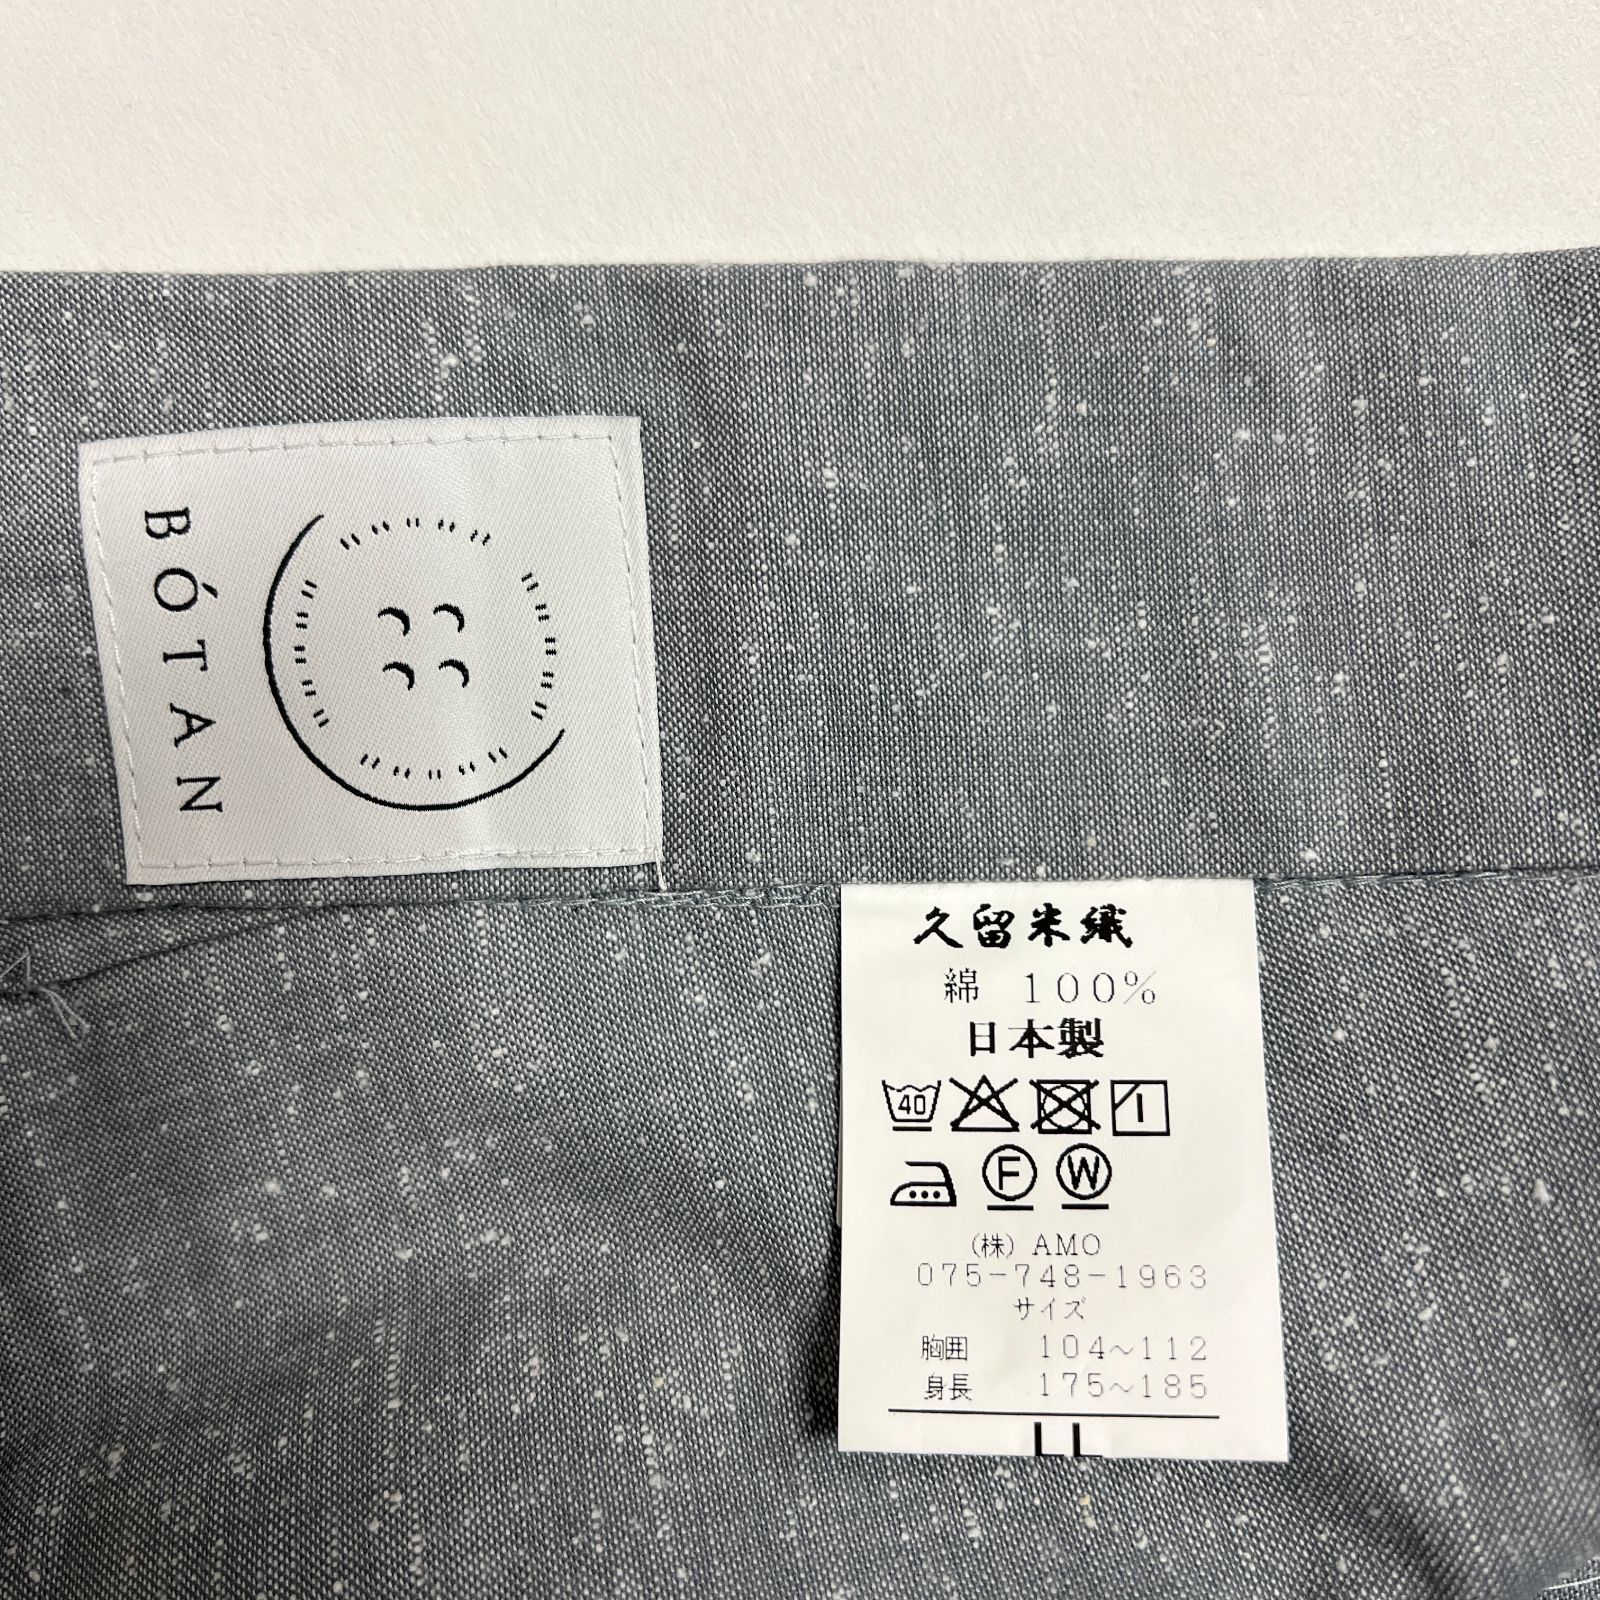 BÓTAN
久留米織
綿 100%
日本製
40
F W
(株) AMO
075-748-1963
サイズ
胸囲 104~112
身長 175~185
LL